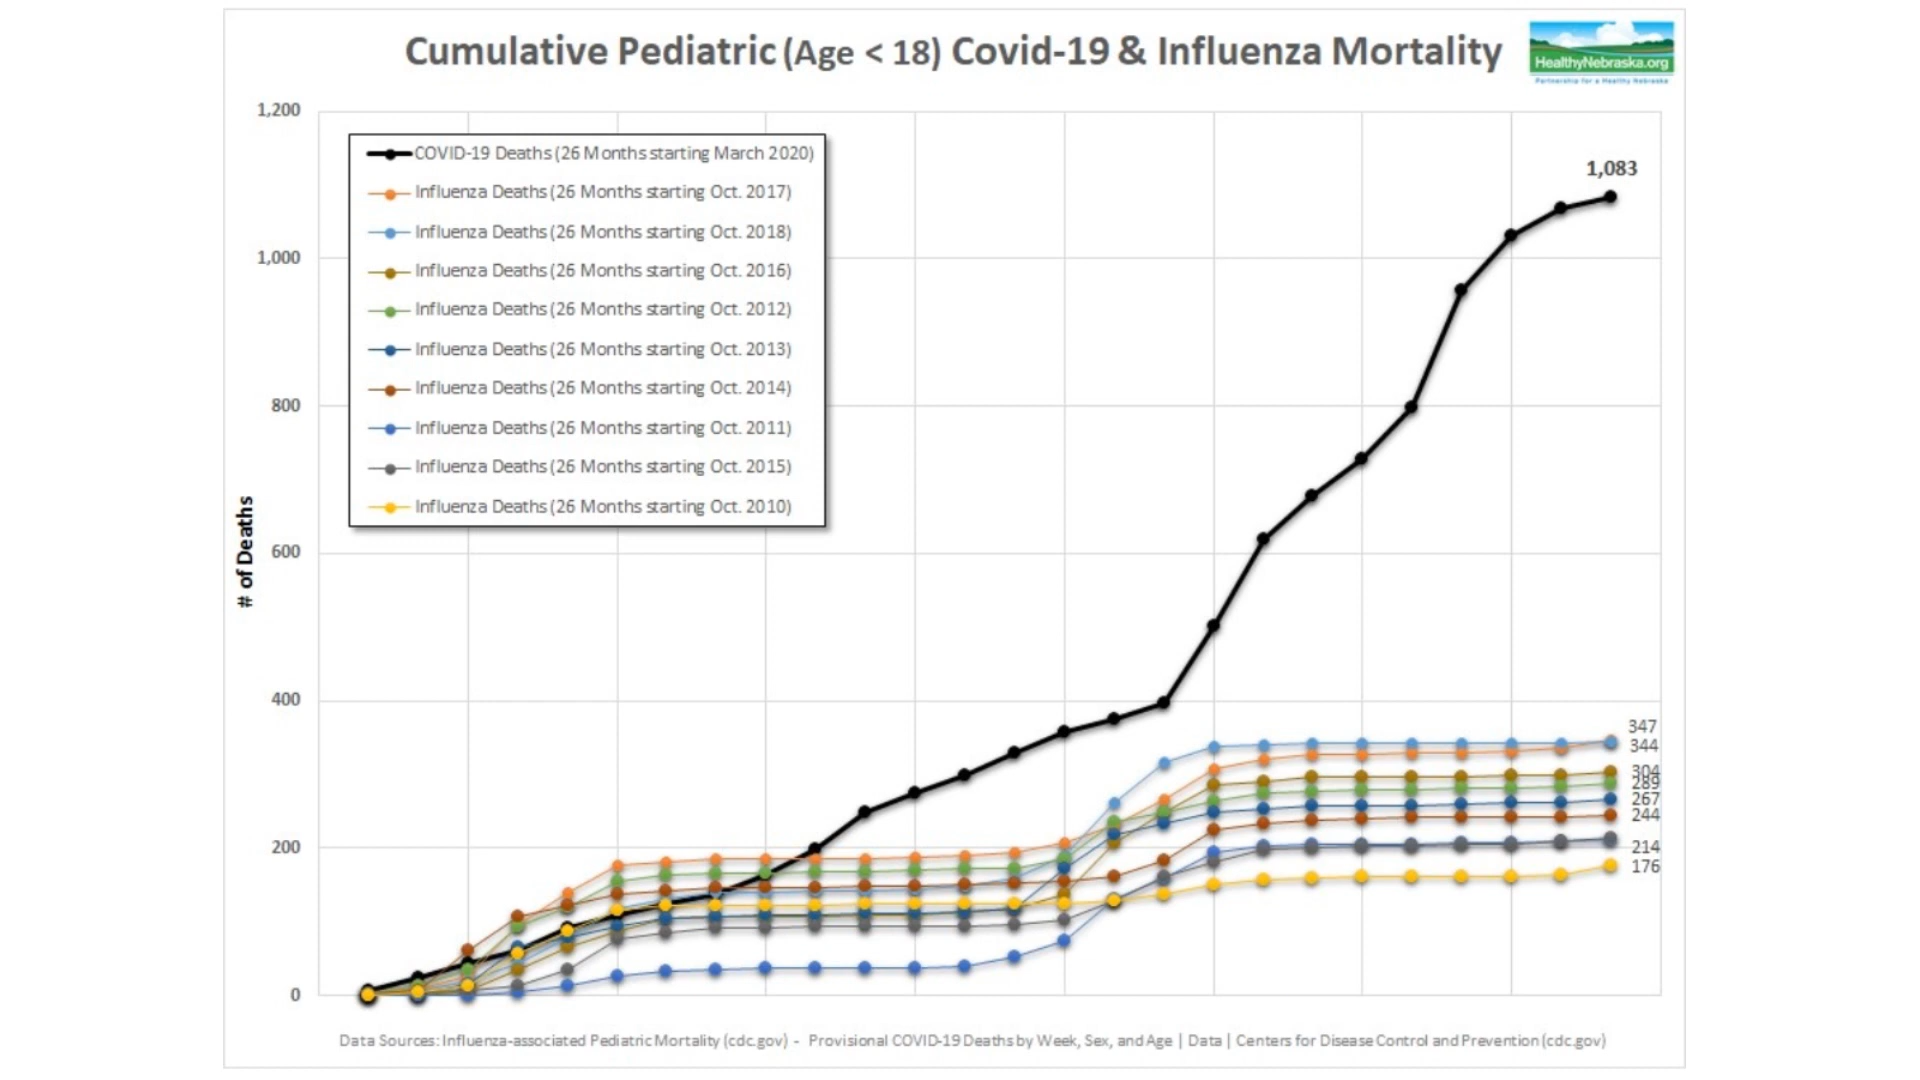 Cumulative Pediatric (Age < 18) Covid-19 & Influenza Mortality
HealthyNebraska.org
Partnership for a Healthy Nebraska
1,200
1,000
800
600
400
200
0
# of Deaths
COVID-19 Deaths (26 Months starting March 2020)
Influenza Deaths (26 Months starting Oct. 2017)
Influenza Deaths (26 Months starting Oct. 2018)
Influenza Deaths (26 Months starting Oct. 2016)
Influenza Deaths (26 Months starting Oct. 2012)
Influenza Deaths (26 Months starting Oct. 2013)
Influenza Deaths (26 Months starting Oct. 2014)
Influenza Deaths (26 Months starting Oct. 2011)
Influenza Deaths (26 Months starting Oct. 2015)
Influenza Deaths (26 Months starting Oct. 2010)
1,083
347
344
304
289
267
244
214
176
Data Sources: Influenza-associated Pediatric Mortality (cdc.gov) - Provisional COVID-19 Deaths by Week, Sex, and Age | Data | Centers for Disease Control and Prevention (cdc.gov)